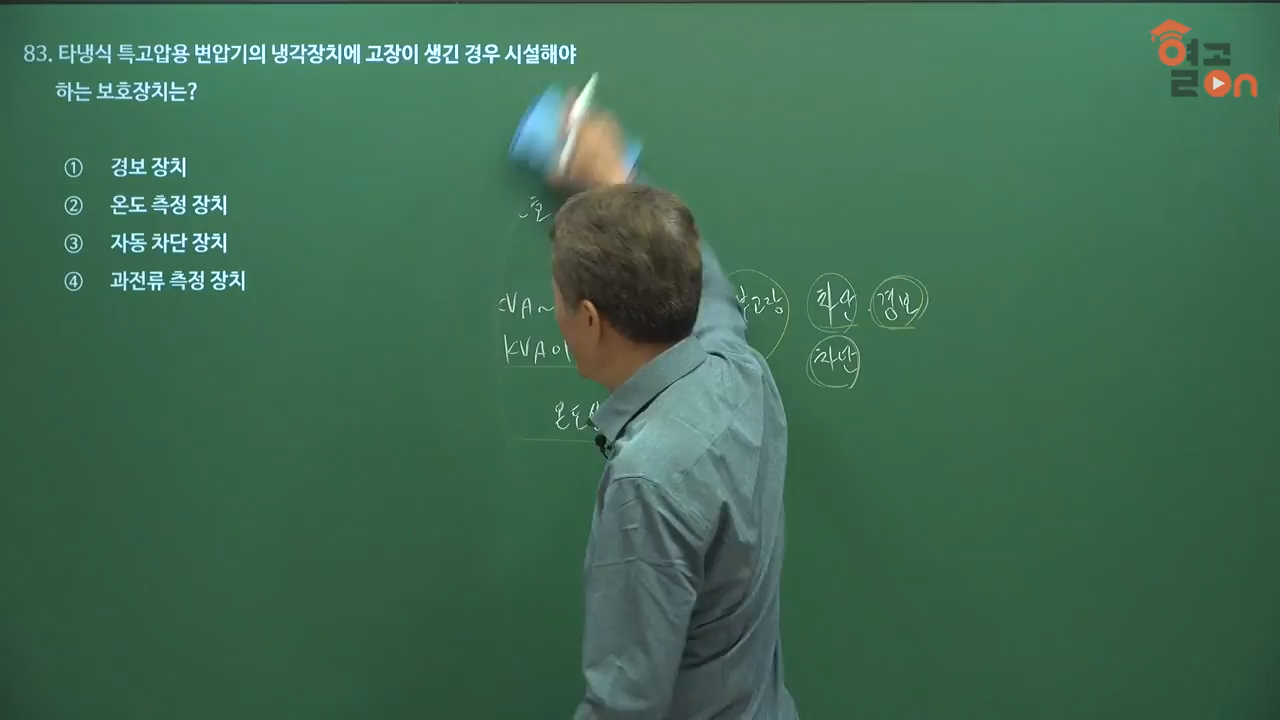 83. 타냉식 특고압용 변압기의 냉각장치에 고장이 생긴 경우 시설해야
하는 보호장치는?
① 경보 장치
② 온도 측정 장치
③ 자동 차단 장치
④ 과전류 측정 장치
열고
On
호
KVA~ 부고장 차단, 경보
KVA이 차단
온도상